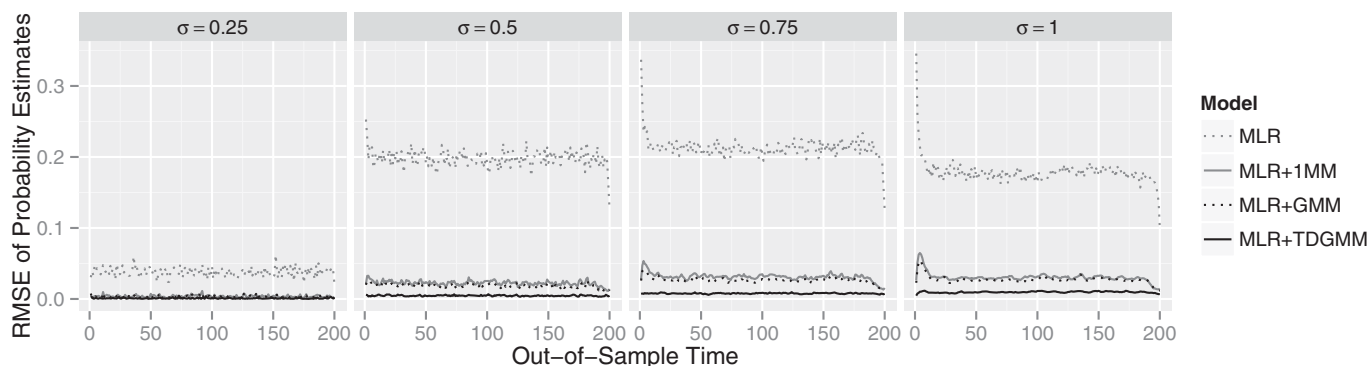 σ = 0.25 σ = 0.5 σ = 0.75 σ = 1
RMSE of Probability Estimates
0.3
0.2
0.1
0.0
0 50 100 150 200 0 50 100 150 200 0 50 100 150 200 0 50 100 150 200
Out−of−Sample Time
Model
MLR
MLR+1MM
MLR+GMM
MLR+TDGMM